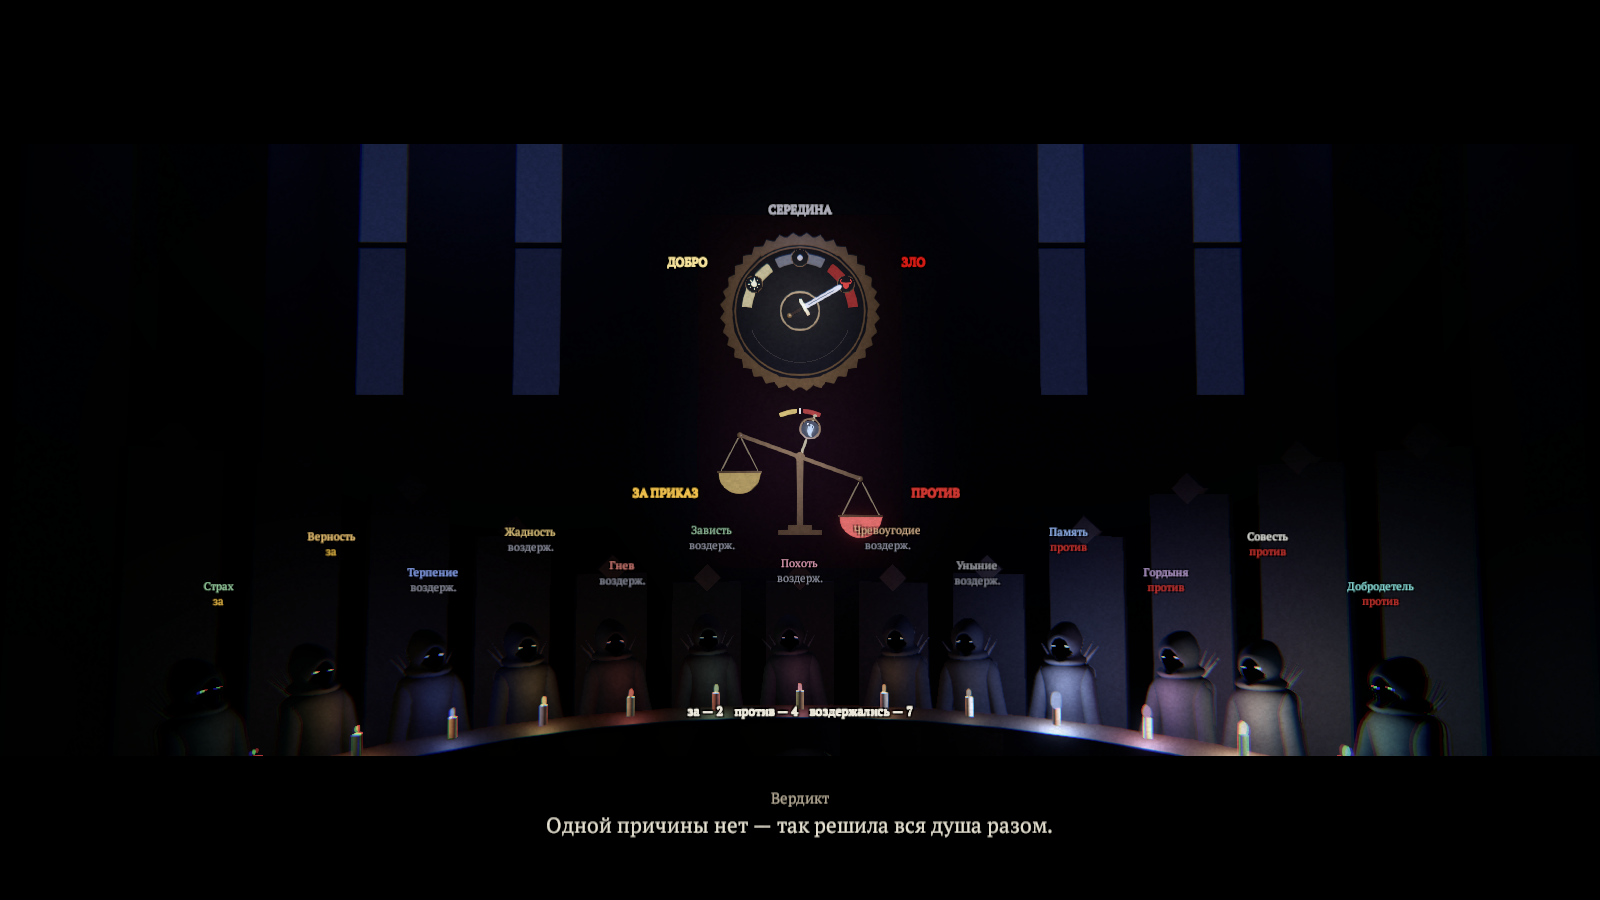 СЕРЕДИНА
ДОБРО
ЗЛО
ЗА ПРИКАЗ
ПРОТИВ
Страх
за
Верность
за
Терпение
воздерж.
Жадность
воздерж.
Гнев
воздерж.
Зависть
воздерж.
Похоть
воздерж.
Чревоугодие
воздерж.
Уныние
воздерж.
Память
против
Гордыня
против
Совесть
против
Добродетель
против
за — 2 против — 4 воздержались — 7
Вердикт
Одной причины нет — так решила вся душа разом.